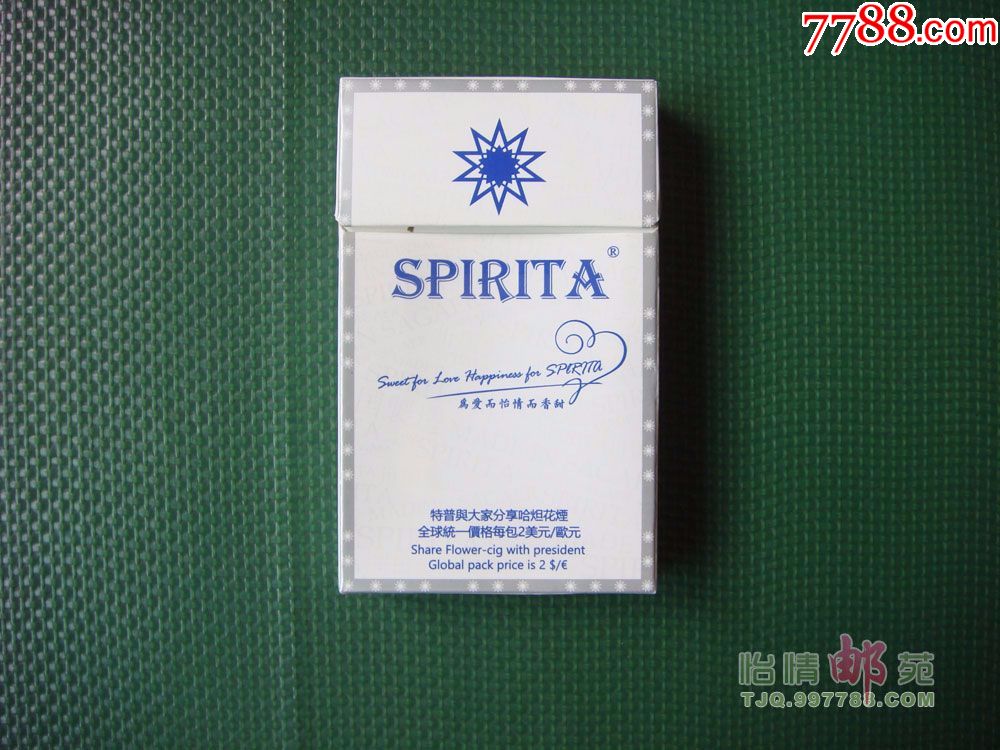 7788.com
SPIRITA®
Sweet for Love Happiness for SPIRITA
為愛而怡情而香甜
特普與大家分享哈炟花煙
全球統一價格每包2美元/歐元
Share Flower-cig with president
Global pack price is 2 $/€
怡情邮苑
TJQ.997788.COM